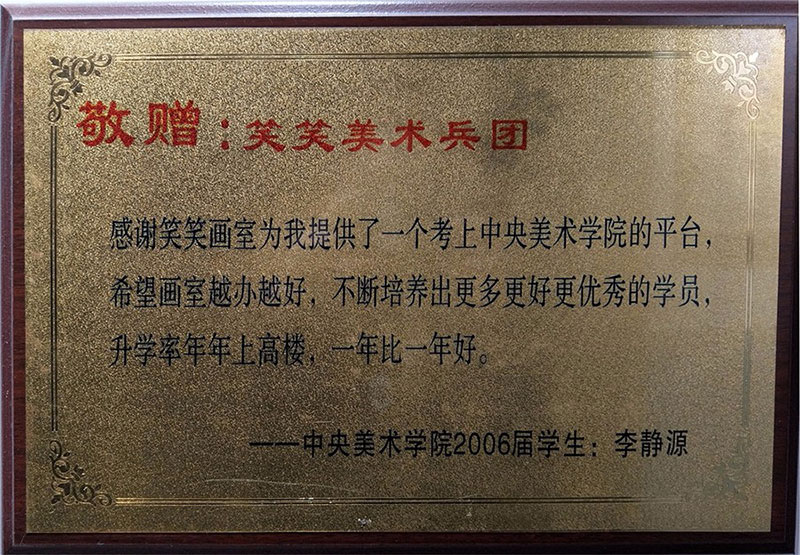 敬赠:笑笑美术兵团
感谢笑笑画室为我提供了一个考上中央美术学院的平台，
希望画室越办越好，不断培养出更多更好更优秀的学员，
升学率年年上高楼，一年比一年好。
——中央美术学院2006届学生：李静源